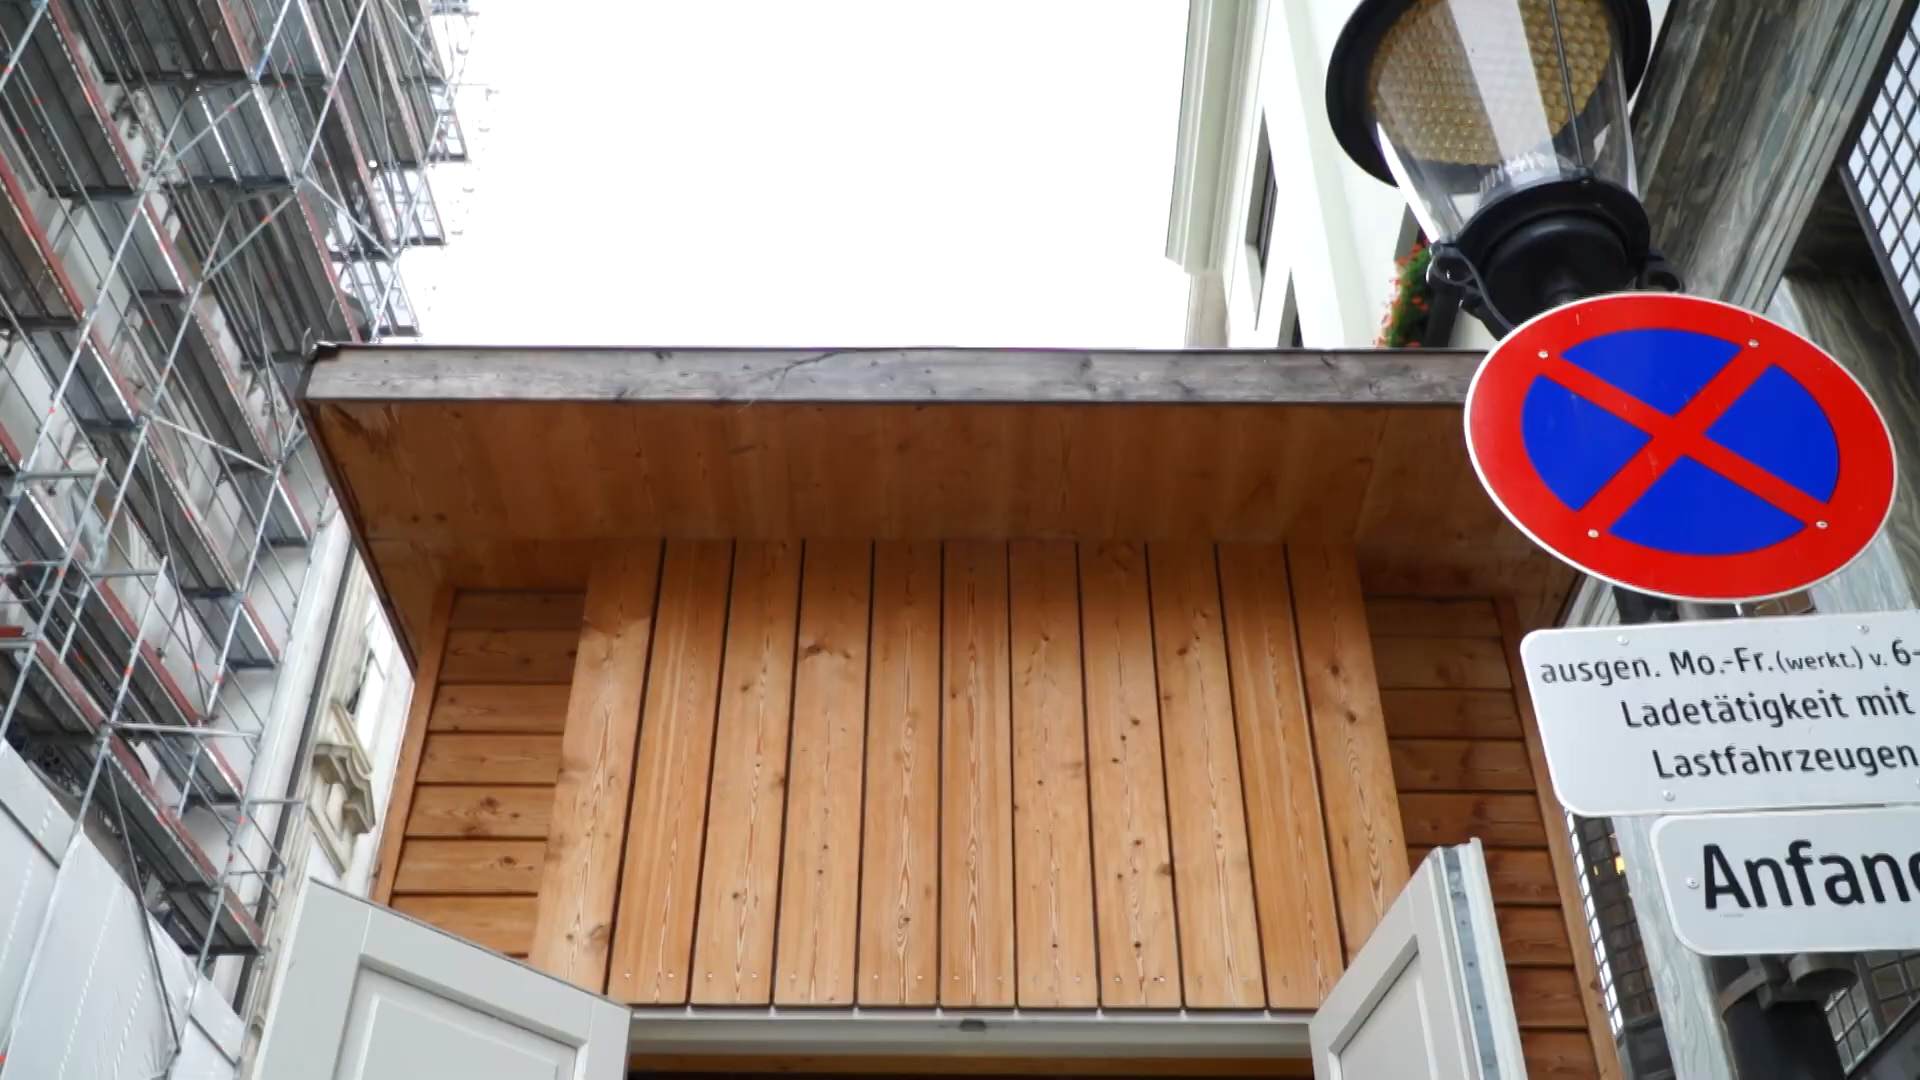 ausgen. Mo.-Fr.(werkt.) v. 6-
Ladetätigkeit mit
Lastfahrzeugen
Anfang